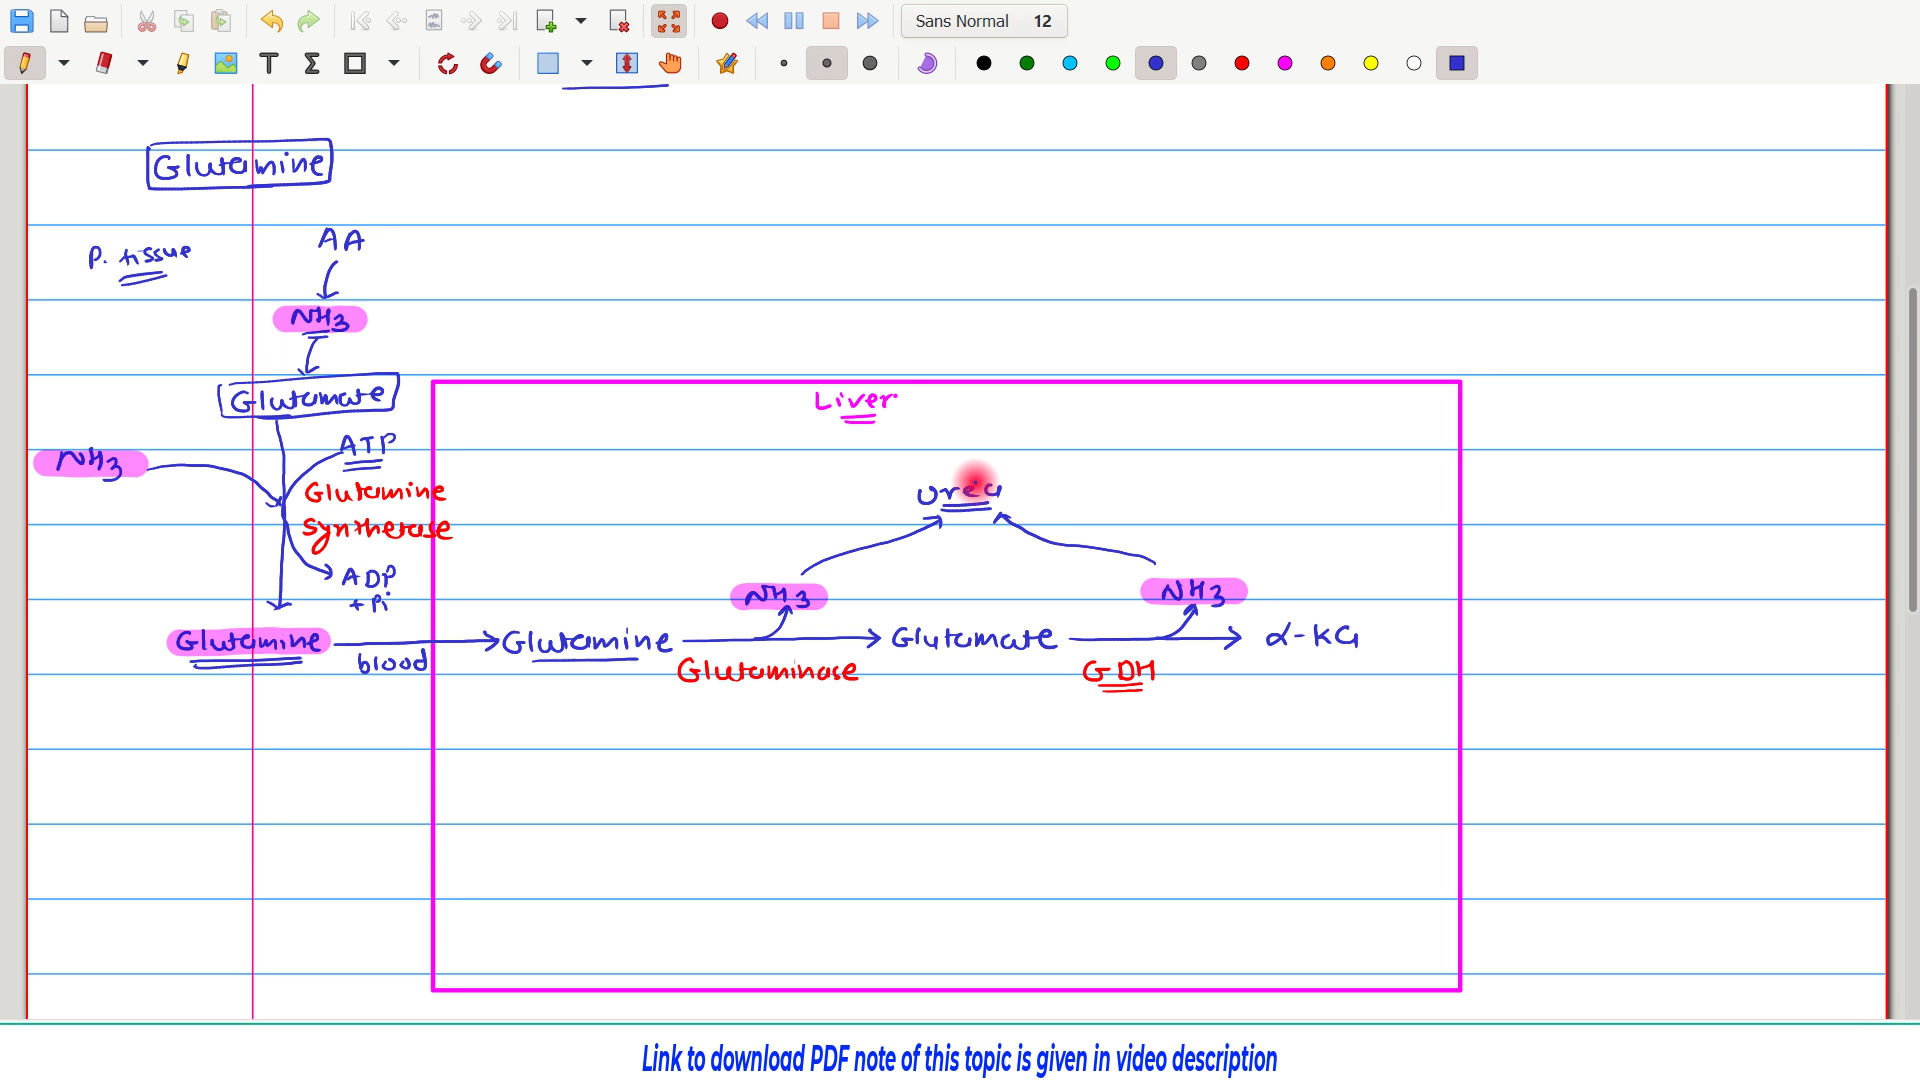 Sans Normal 12
Glutamine
P. tissue
AA
NH3
Glutamate
Liver
NH3
ATP
Glutamine
Synthetase
Urea
ADP
+ Pi
NH3
NH3
Glutamine
blood
Glutamine
Glutaminase
Glutamate
GDH
α-KG
Link to download PDF note of this topic is given in video description